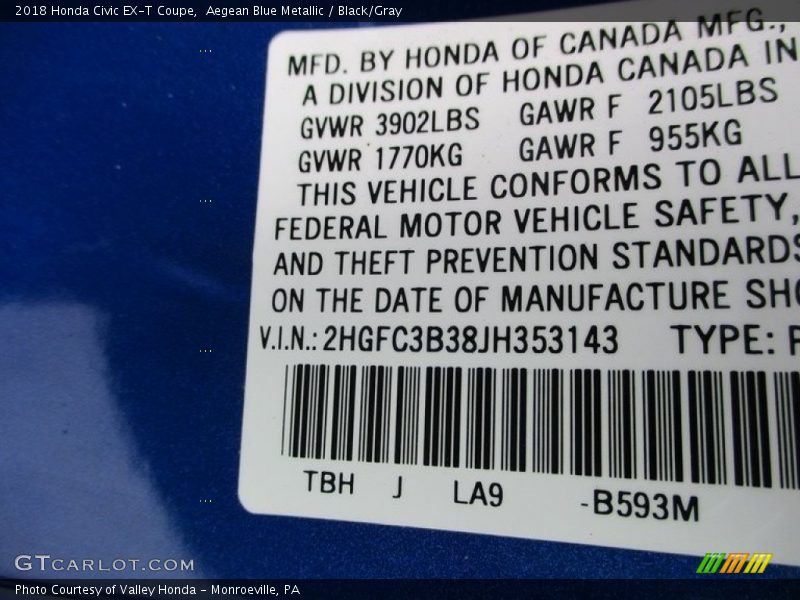 2018 Honda Civic EX-T Coupe,  Aegean Blue Metallic / Black/Gray
MFD. BY HONDA OF CANADA MFG.,
A DIVISION OF HONDA CANADA IN
GVWR 3902LBS GAWR F 2105LBS
GVWR 1770KG GAWR F 955KG
THIS VEHICLE CONFORMS TO ALL
FEDERAL MOTOR VEHICLE SAFETY,
AND THEFT PREVENTION STANDARDS
ON THE DATE OF MANUFACTURE SHO
V.I.N.: 2HGFC3B38JH353143 TYPE: P
TBH J LA9 -B593M
GTCARLOT.COM
Photo Courtesy of Valley Honda - Monroeville, PA